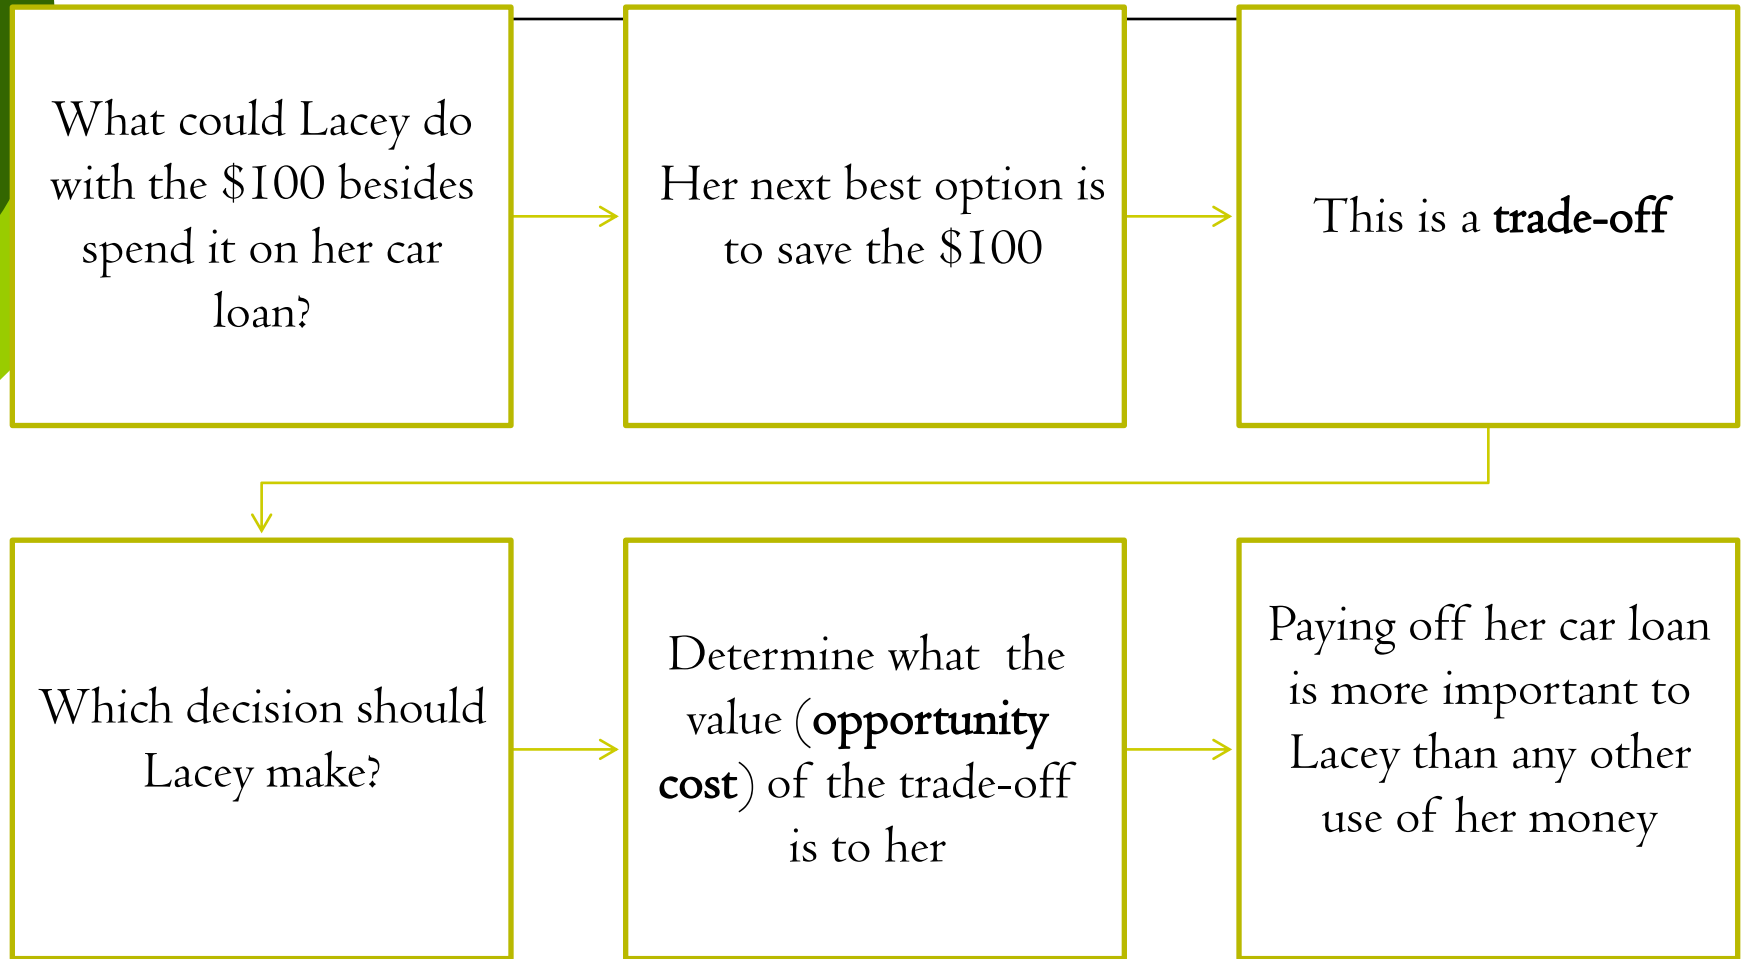 What could Lacey do
with the $100 besides
spend it on her car
loan?
Her next best option is
to save the $100
This is a trade-off
Which decision should
Lacey make?
Determine what the
value (opportunity
cost) of the trade-off
is to her
Paying off her car loan
is more important to
Lacey than any other
use of her money